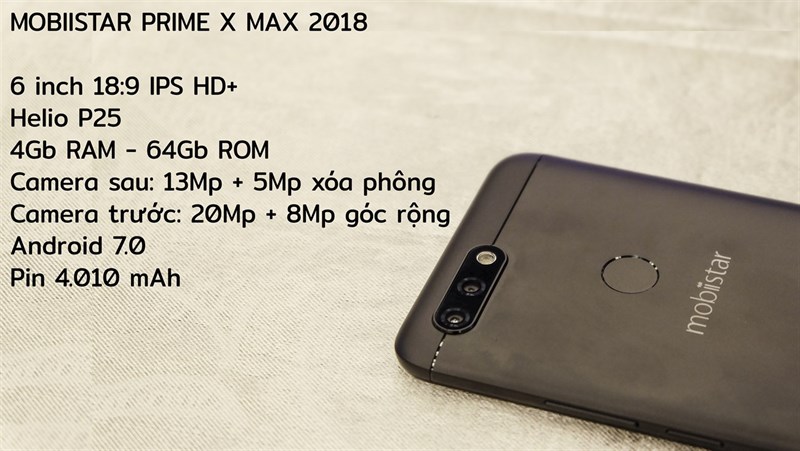 MOBIISTAR PRIME X MAX 2018
6 inch 18:9 IPS HD+
Helio P25
4Gb RAM - 64Gb ROM
Camera sau: 13Mp + 5Mp xóa phông
Camera trước: 20Mp + 8Mp góc rộng
Android 7.0
Pin 4.010 mAh
mobiistar